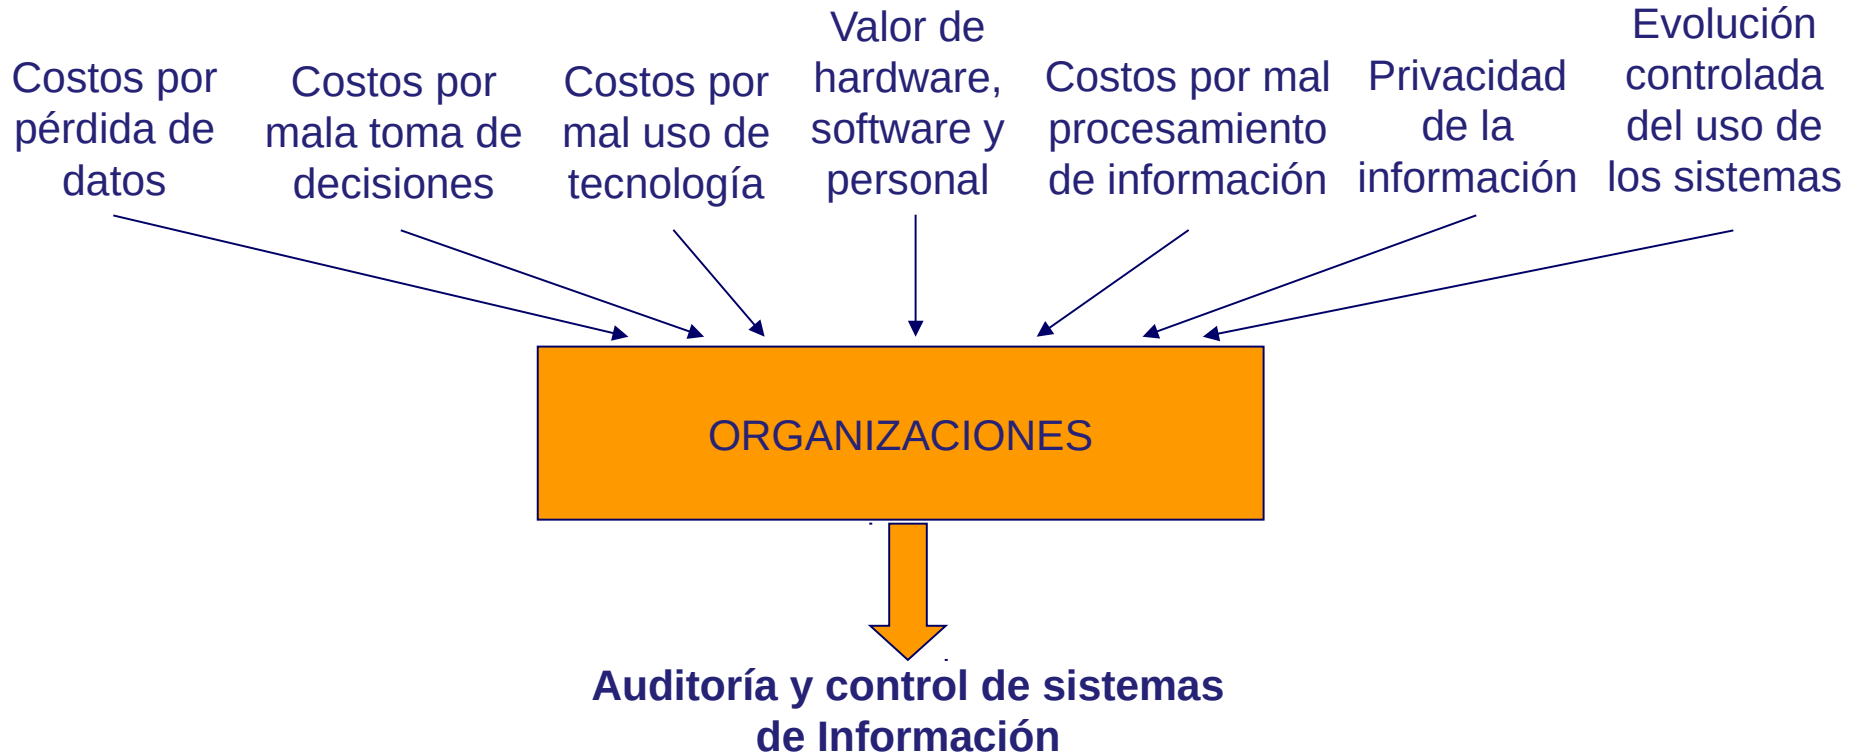 Costos por
pérdida de
datos
Costos por
mala toma de
decisiones
Costos por
mal uso de
tecnología
Valor de
hardware,
software y
personal
Costos por mal
procesamiento
de información
Privacidad
de la
información
Evolución
controlada
del uso de
los sistemas
ORGANIZACIONES
Auditoría y control de sistemas
de Información